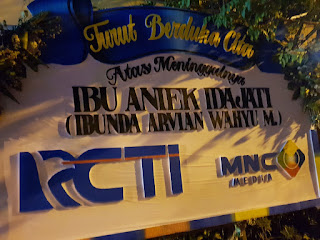 Turut Berduka Cita
Atas Meninggalnya
IBU ANIEK IDAJATI
(IBUNDA ARVIAN WAHYU M.)
RCTI
MNC